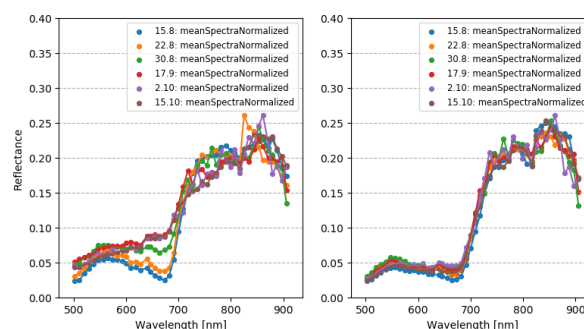 0.40
0.35
0.30
0.25
0.20
0.15
0.10
0.05
0.00
Reflectance
15.8: meanSpectraNormalized
22.8: meanSpectraNormalized
30.8: meanSpectraNormalized
17.9: meanSpectraNormalized
2.10: meanSpectraNormalized
15.10: meanSpectraNormalized
500 600 700 800 900
Wavelength [nm]
0.40
0.35
0.30
0.25
0.20
0.15
0.10
0.05
0.00
15.8: meanSpectraNormalized
22.8: meanSpectraNormalized
30.8: meanSpectraNormalized
17.9: meanSpectraNormalized
2.10: meanSpectraNormalized
15.10: meanSpectraNormalized
500 600 700 800 900
Wavelength [nm]